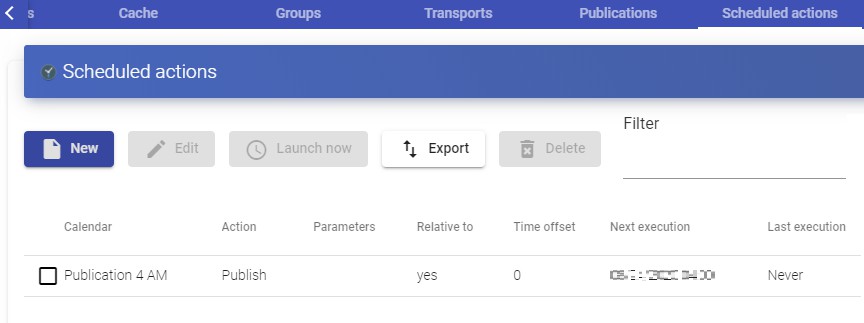 s Cache Groups Transports Publications Scheduled actions
Scheduled actions
Filter
New Edit Launch now Export Delete
Calendar Action Parameters Relative to Time offset Next execution Last execution
Publication 4 AM Publish yes 0 Never